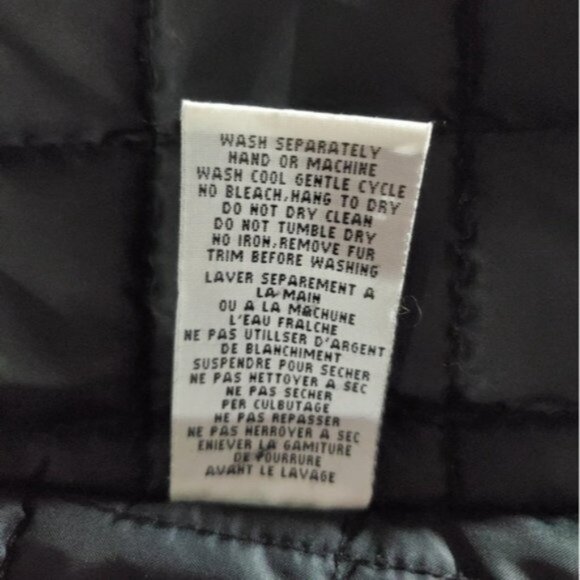 WASH SEPARATELY
HAND OR MACHINE
WASH COOL GENTLE CYCLE
NO BLEACH,HANG TO DRY
DO NOT DRY CLEAN
DO NOT TUMBLE DRY
NO IRON,REMOVE FUR
TRIM BEFORE WASHING
LAVER SEPAREMENT A
LA MAIN
OU A LA MACHUNE
L'EAU FRALCHE
NE PAS UTILLSER D'ARGENT
DE BLANCHIMENT
SUSPENDRE POUR SECHER
NE PAS NETTOVER A SEC
NE PAS SECHER
PER CULBUTAGE
NE PAS REPASSER
NE PAS HERROVER A SEC
ENIEVER LA GAMITURE
DE FOURRURE
AVANT LE LAVAGE